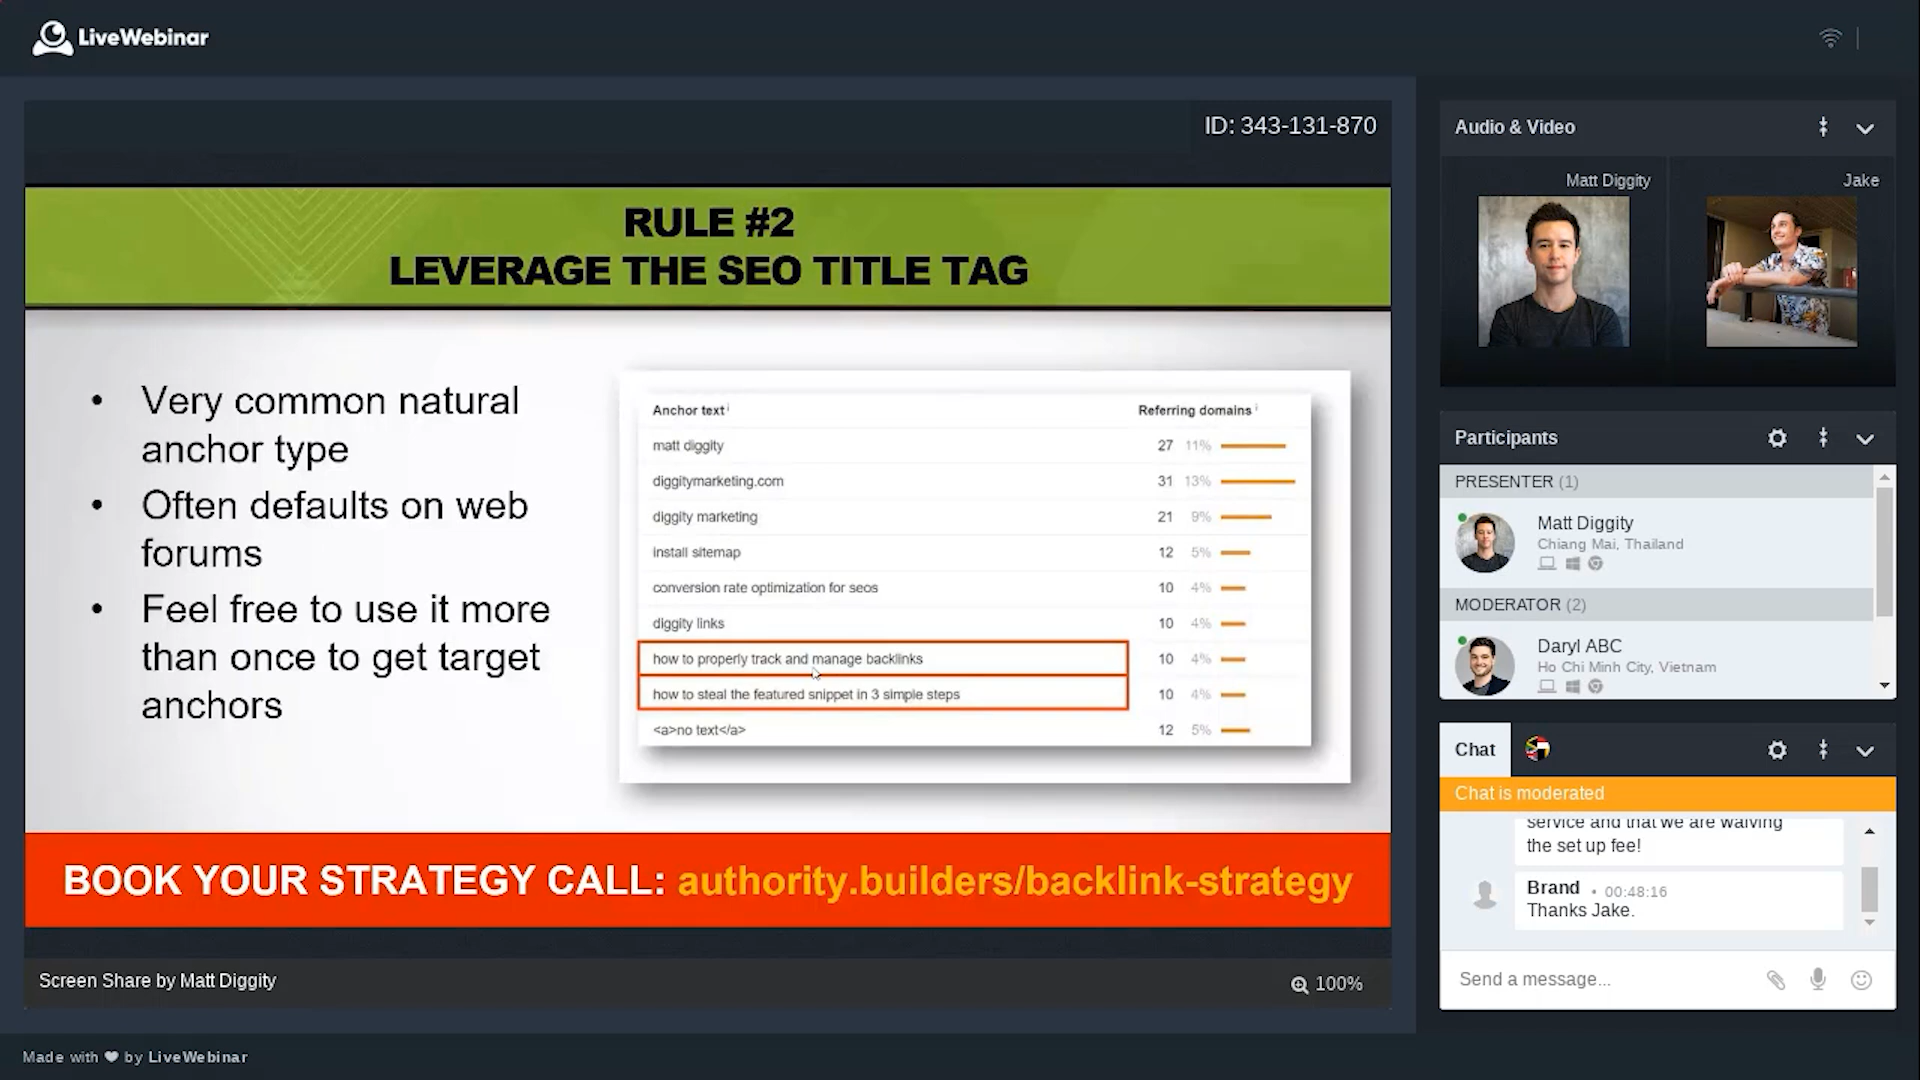 LiveWebinar
ID: 343-131-870
RULE #2
LEVERAGE THE SEO TITLE TAG
• Very common natural
anchor type
• Often defaults on web
forums
• Feel free to use it more
than once to get target
anchors
Anchor text i Referring domains i
matt diggity 27 11%
diggitymarketing.com 31 13%
diggity marketing 21 9%
install sitemap 12 5%
conversion rate optimization for seos 10 4%
diggity links 10 4%
how to properly track and manage backlinks 10 4%
how to steal the featured snippet in 3 simple steps 10 4%
<a>no text</a> 12 5%
BOOK YOUR STRATEGY CALL: authority.builders/backlink-strategy
Screen Share by Matt Diggity
100%
Made with ♥ by LiveWebinar
Audio & Video
Matt Diggity
Jake
Participants
PRESENTER (1)
Matt Diggity
Chiang Mai, Thailand
MODERATOR (2)
Daryl ABC
Ho Chi Minh City, Vietnam
Chat
Chat is moderated
service and that we are waiving
the set up fee!
Brand • 00:48:16
Thanks Jake.
Send a message...